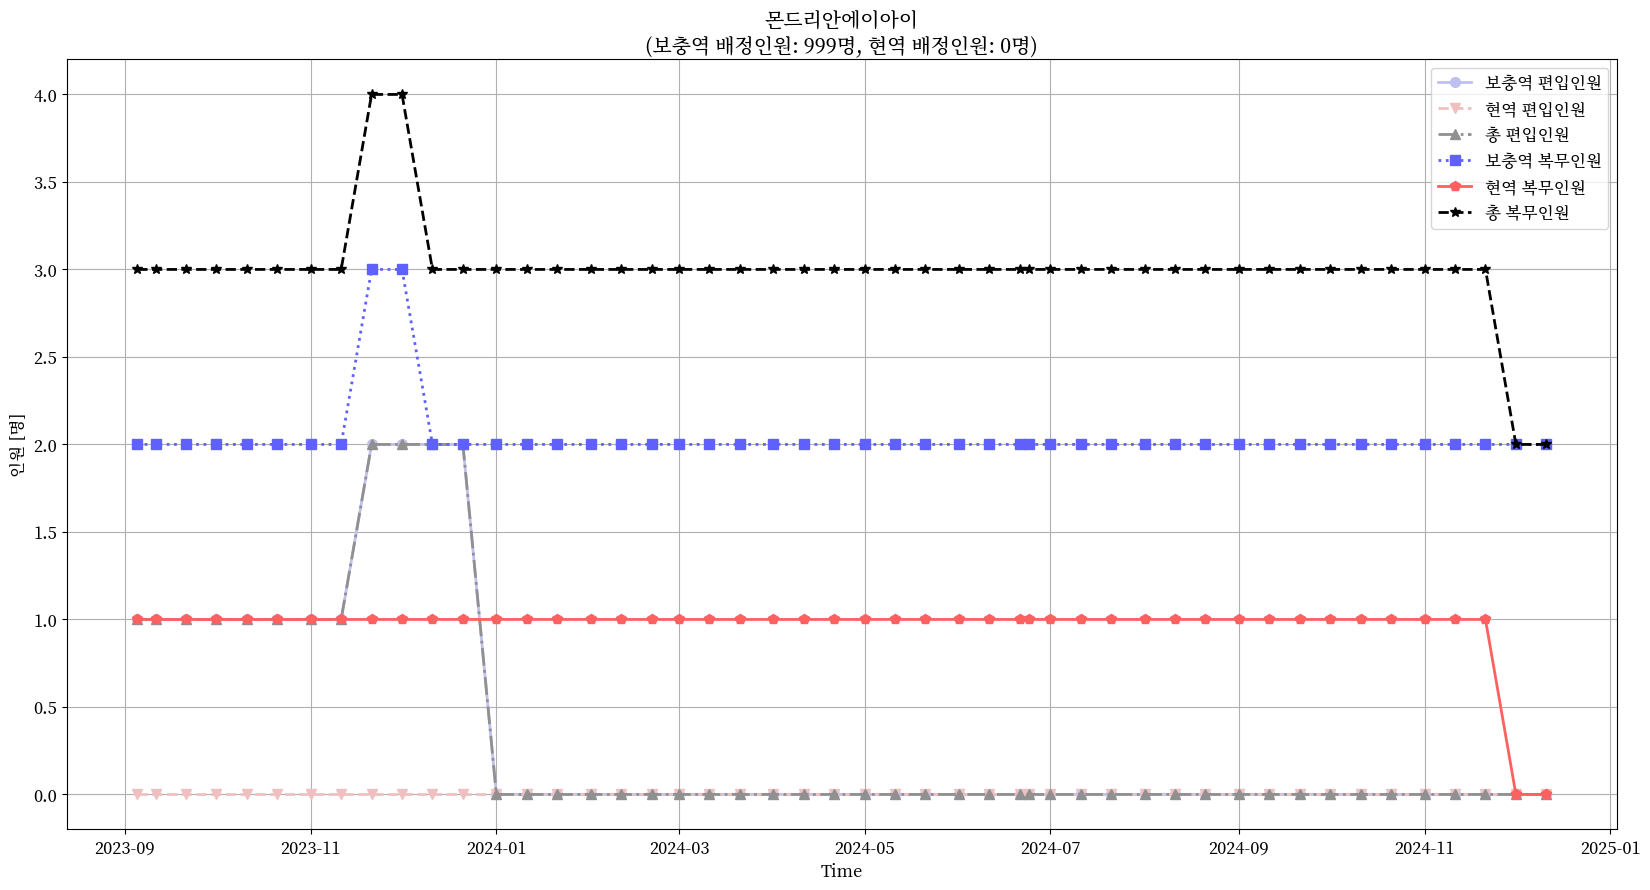 몬드리안에이아이
(보충역 배정인원: 999명, 현역 배정인원: 0명)
보충역 편입인원
현역 편입인원
총 편입인원
보충역 복무인원
현역 복무인원
총 복무인원
인원 [명]
4.0
3.5
3.0
2.5
2.0
1.5
1.0
0.5
0.0
2023-09
2023-11
2024-01
2024-03
2024-05
2024-07
2024-09
2024-11
2025-01
Time